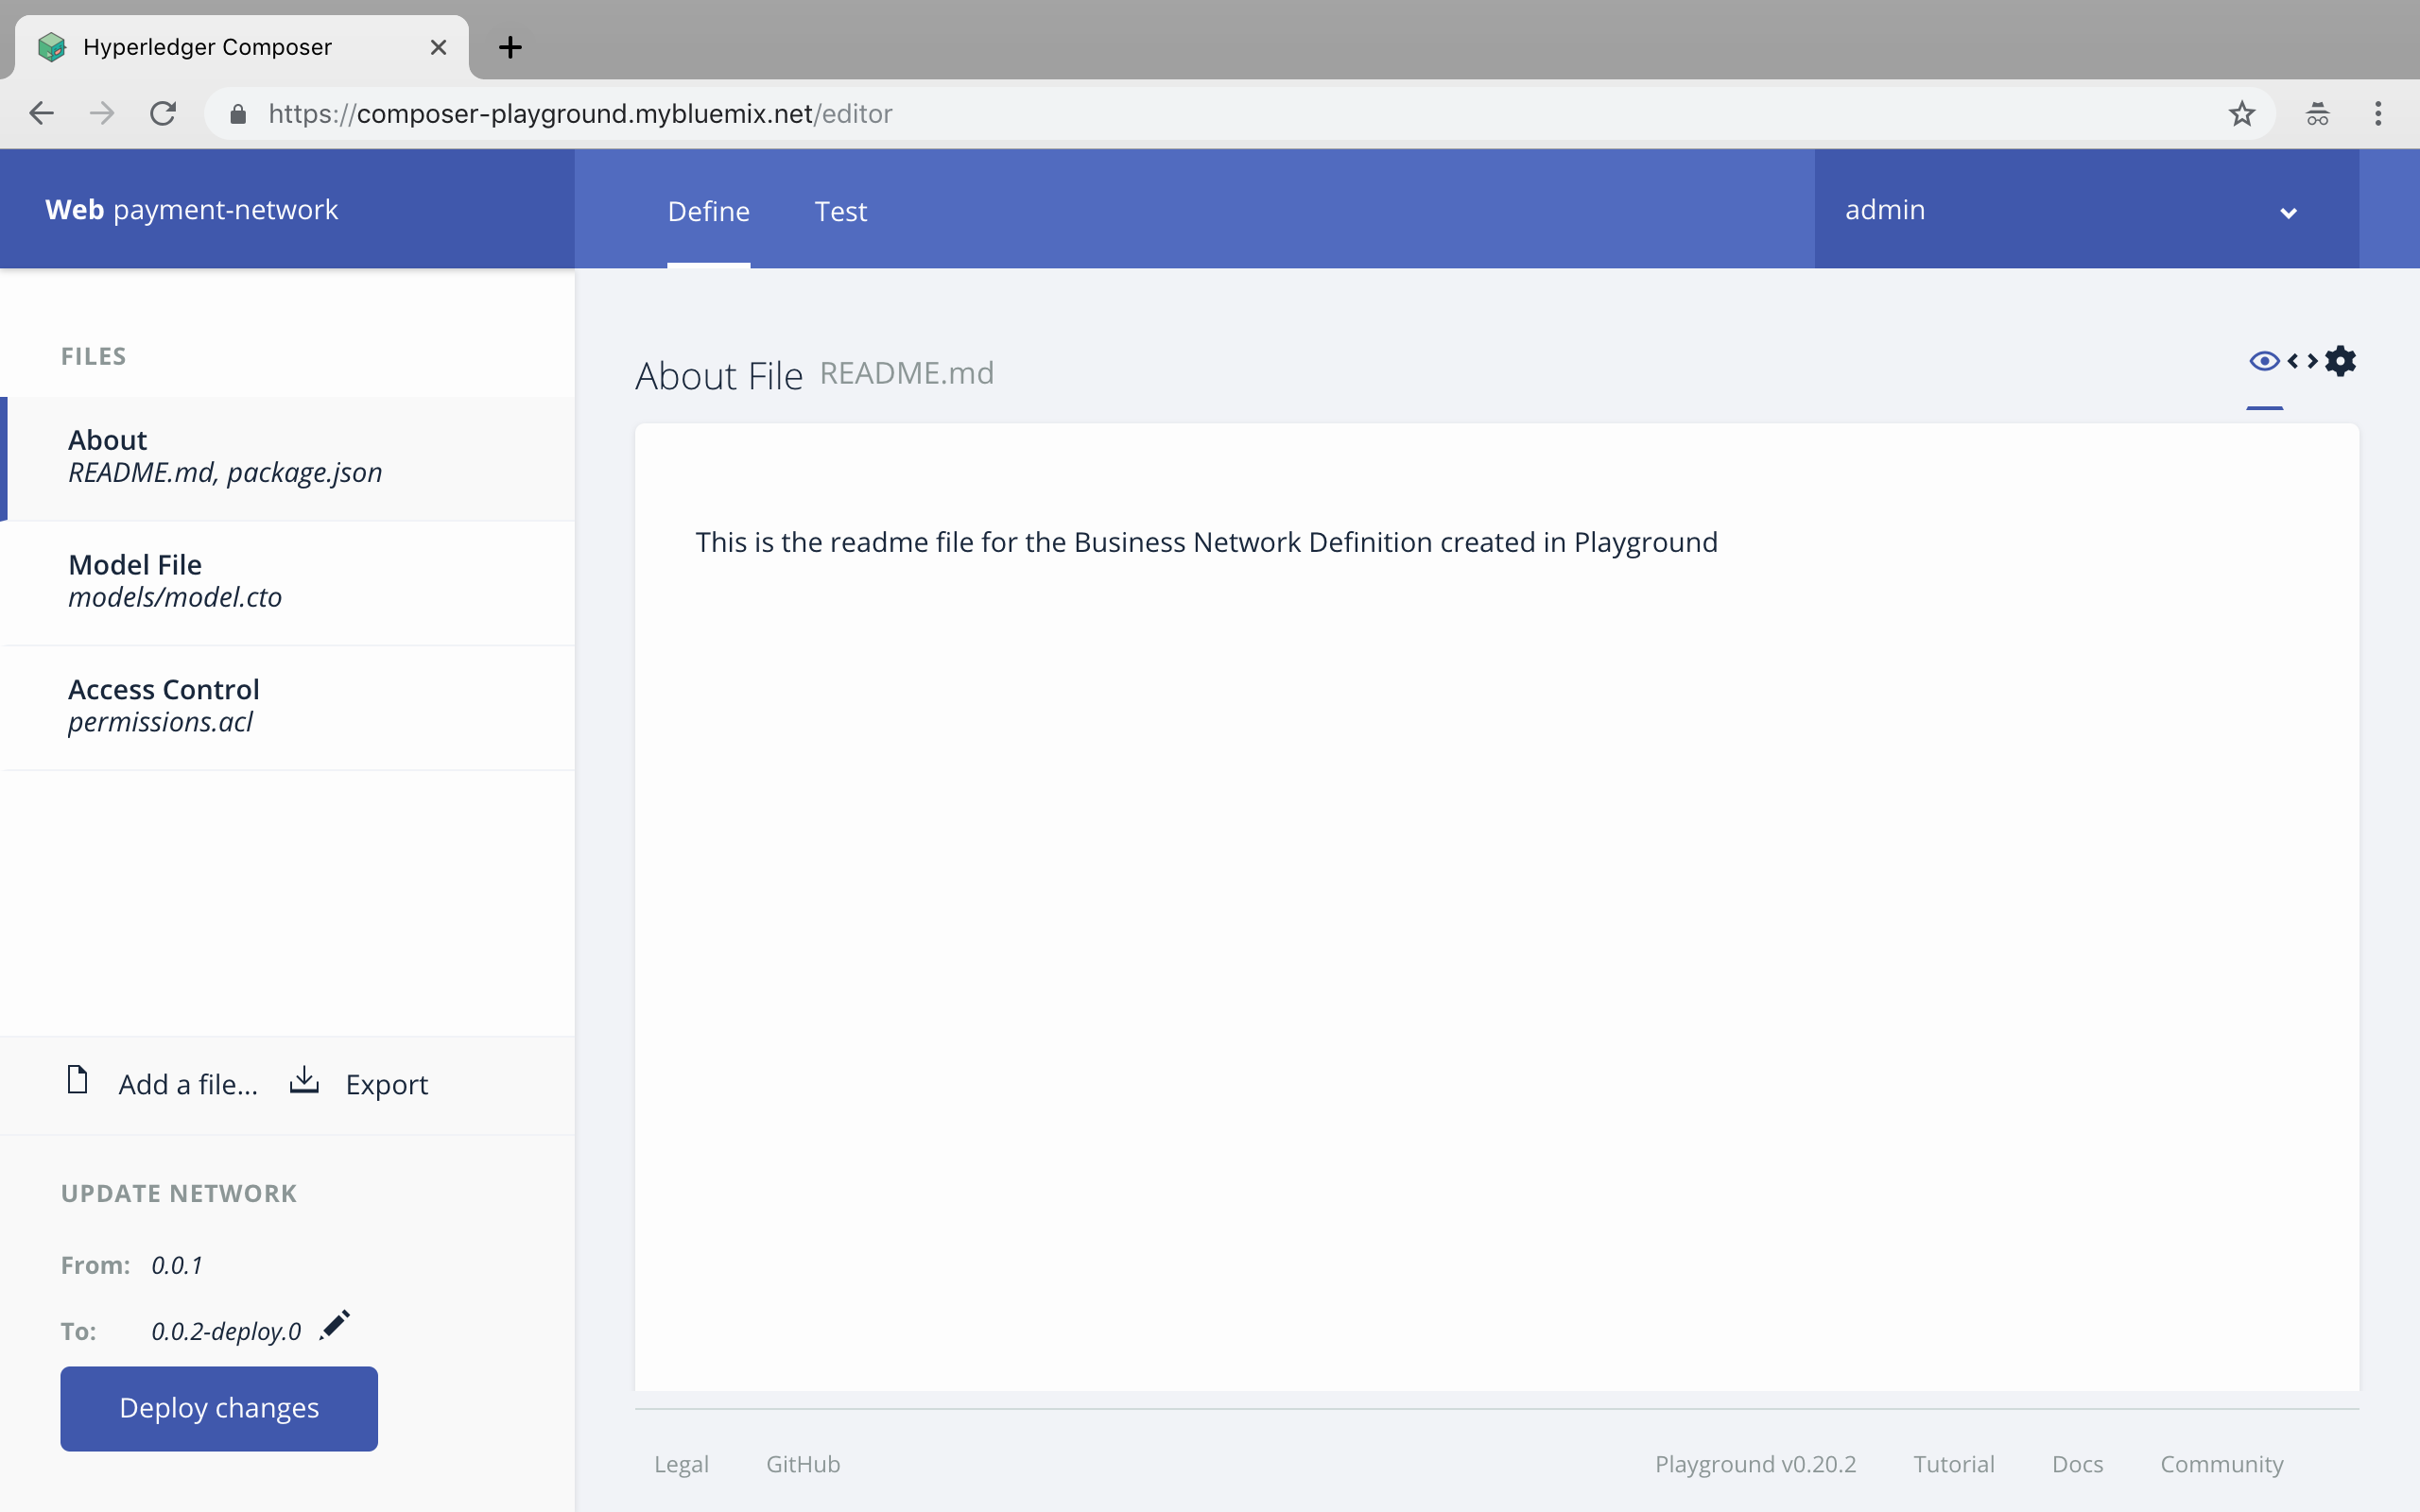 Hyperledger Composer
https://composer-playground.mybluemix.net/editor
Web payment-network
Define Test
admin
FILES
About
README.md, package.json
Model File
models/model.cto
Access Control
permissions.acl
Add a file... Export
UPDATE NETWORK
From: 0.0.1
To: 0.0.2-deploy.0
Deploy changes
About File README.md
This is the readme file for the Business Network Definition created in Playground
Legal GitHub Playground v0.20.2 Tutorial Docs Community